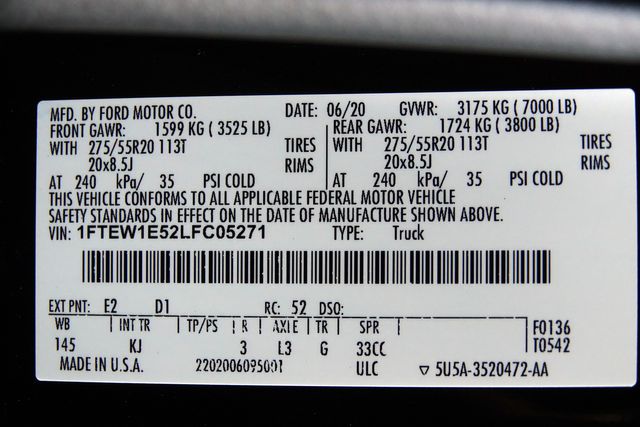 MFD. BY FORD MOTOR CO. DATE: 06/20 GVWR: 3175 KG ( 7000 LB)
FRONT GAWR: 1599 KG ( 3525 LB) REAR GAWR: 1724 KG ( 3800 LB)
WITH 275/55R20 113T TIRES WITH 275/55R20 113T TIRES
20x8.5J RIMS 20x8.5J RIMS
AT 240 kPa/ 35 PSI COLD AT 240 kPa/ 35 PSI COLD
THIS VEHICLE CONFORMS TO ALL APPLICABLE FEDERAL MOTOR VEHICLE
SAFETY STANDARDS IN EFFECT ON THE DATE OF MANUFACTURE SHOWN ABOVE.
VIN: 1FTEW1E52LFC05271 TYPE: Truck
EXT PNT: E2 D1 RC: 52 DSO:
WB INT TR TP/PS R AXLE TR SPR F0136
145 KJ 3 L3 G 33CC T0542
MADE IN U.S.A. 2202006095001 ULC ▽ 5U5A-3520472-AA